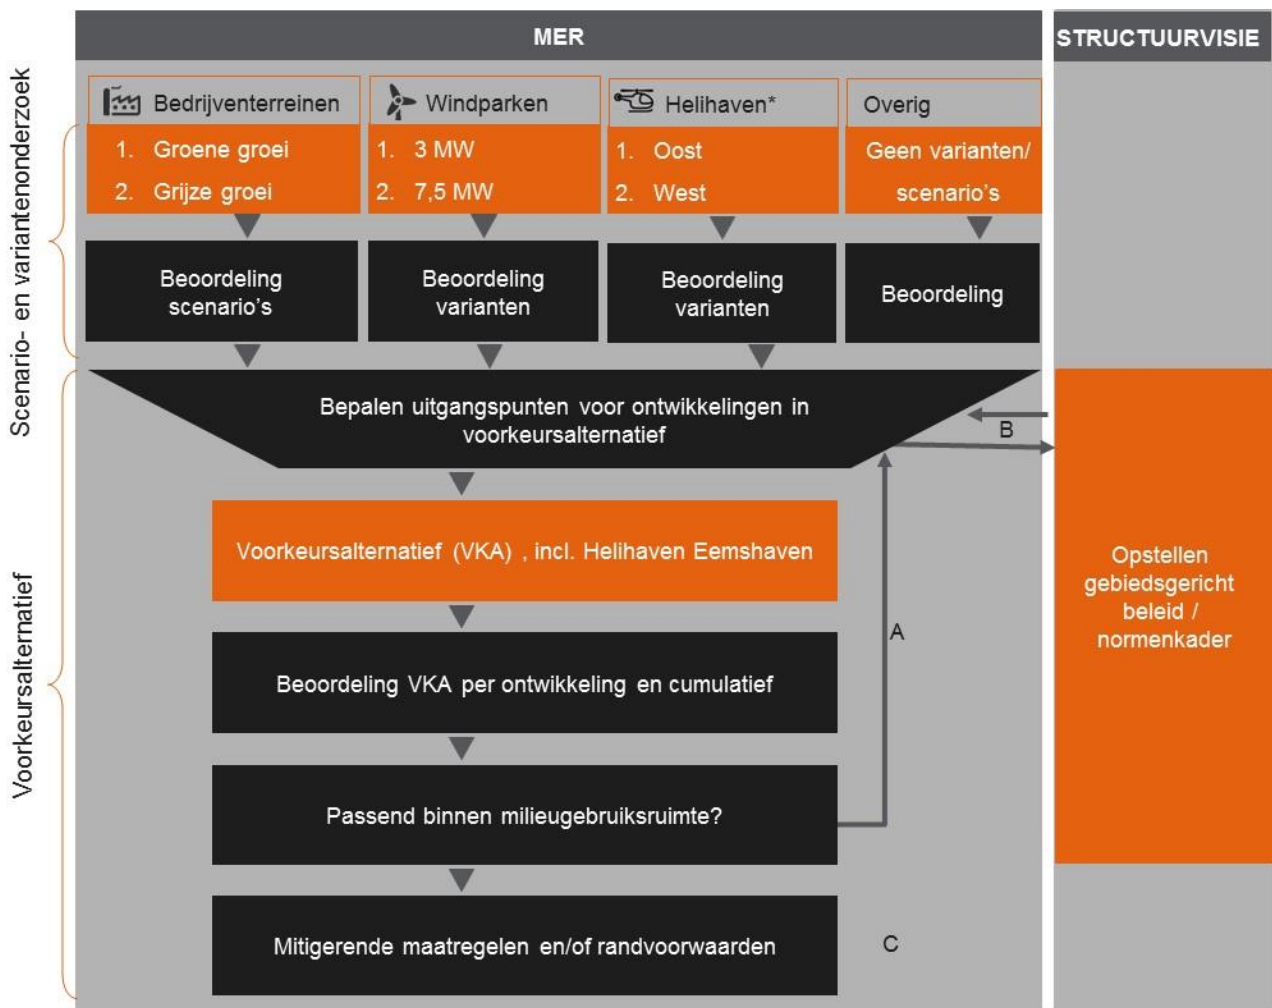 MER
STRUCTUURVISIE
Scenario- en variantenonderzoek
Bedrijventerreinen
1. Groene groei
2. Grijze groei
Windparken
1. 3 MW
2. 7,5 MW
Helihaven*
1. Oost
2. West
Overig
Geen varianten/
scenario's
Beoordeling
scenario's
Beoordeling
varianten
Beoordeling
varianten
Beoordeling
Voorkeursalternatief
Bepalen uitgangspunten voor ontwikkelingen in
voorkeursalternatief
B
Voorkeursalternatief (VKA) , incl. Helihaven Eemshaven
Beoordeling VKA per ontwikkeling en cumulatief
A
Passend binnen milieugebruiksruimte?
Mitigerende maatregelen en/of randvoorwaarden
C
Opstellen
gebiedsgericht
beleid /
normenkader